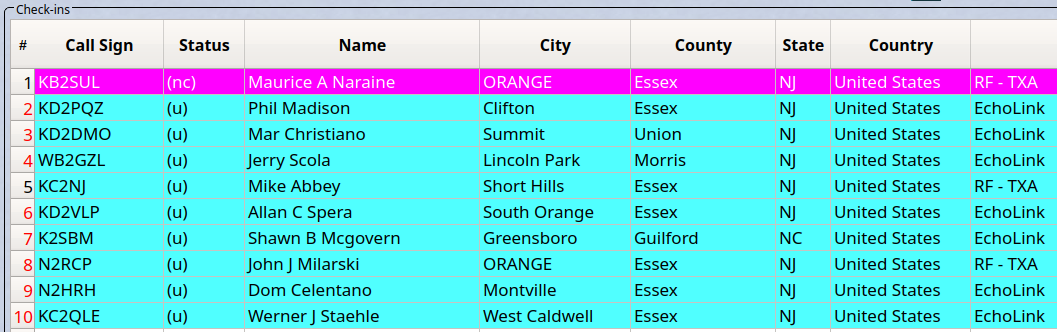 Check-ins
# Call Sign Status Name City County State Country
1 KB2SUL (nc) Maurice A Naraine ORANGE Essex NJ United States RF - TXA
2 KD2PQZ (u) Phil Madison Clifton Essex NJ United States EchoLink
3 KD2DMO (u) Mar Christiano Summit Union NJ United States EchoLink
4 WB2GZL (u) Jerry Scola Lincoln Park Morris NJ United States EchoLink
5 KC2NJ (u) Mike Abbey Short Hills Essex NJ United States RF - TXA
6 KD2VLP (u) Allan C Spera South Orange Essex NJ United States EchoLink
7 K2SBM (u) Shawn B Mcgovern Greensboro Guilford NC United States EchoLink
8 N2RCP (u) John J Milarski ORANGE Essex NJ United States RF - TXA
9 N2HRH (u) Dom Celentano Montville Essex NJ United States EchoLink
10 KC2QLE (u) Werner J Staehle West Caldwell Essex NJ United States EchoLink